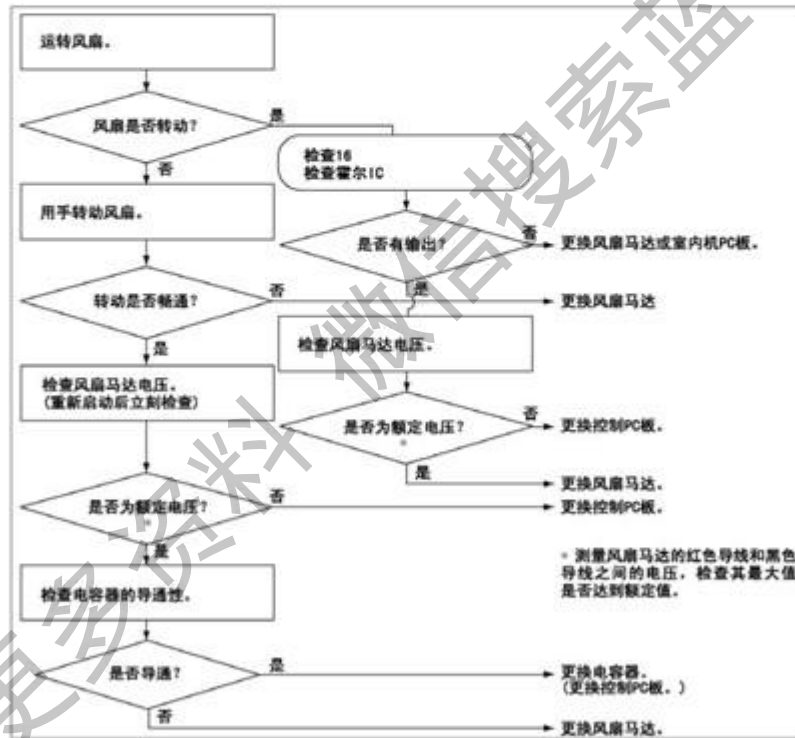 运转风扇。
风扇是否转动？
是
否
检查16
检查霍尔IC
用手转动风扇。
是否有输出？
否
更换风扇马达或室内机PC板。
是
转动是否畅通？
否
更换风扇马达
是
检查风扇马达电压。
检查风扇马达电压。
(重新启动后立刻检查)
是否为额定电压？
*
否
更换控制PC板。
是
更换风扇马达。
是否为额定电压？
*
否
更换控制PC板。
是
* 测量风扇马达的红色导线和黑色
导线之间的电压，检查其最大值
是否达到额定值。
检查电容器的导通性。
是否导通？
是
更换电容器。
(更换控制PC板。)
否
更换风扇马达。
更多资料 微信搜索蓝